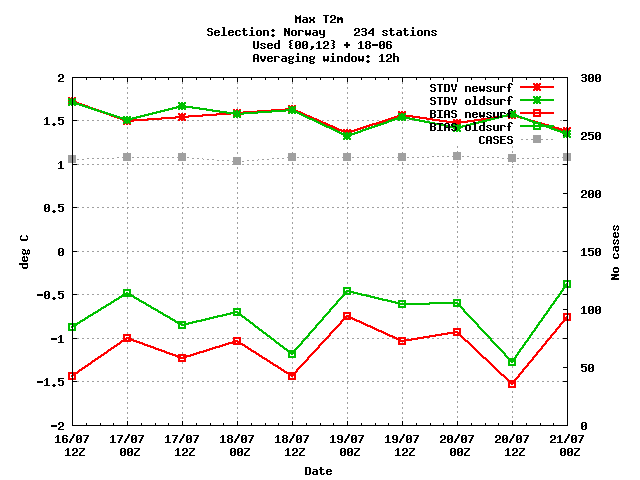 Max T2m
Selection: Norway 234 stations
Used {00,12} + 18-06
Averaging window: 12h
STDV newsurf
STDV oldsurf
BIAS newsurf
BIAS oldsurf
CASES
2
1.5
1
0.5
0
-0.5
-1
-1.5
-2
deg C
300
250
200
150
100
50
0
No cases
16/07 17/07 17/07 18/07 18/07 19/07 19/07 20/07 20/07 21/07
12Z 00Z 12Z 00Z 12Z 00Z 12Z 00Z 12Z 00Z
Date